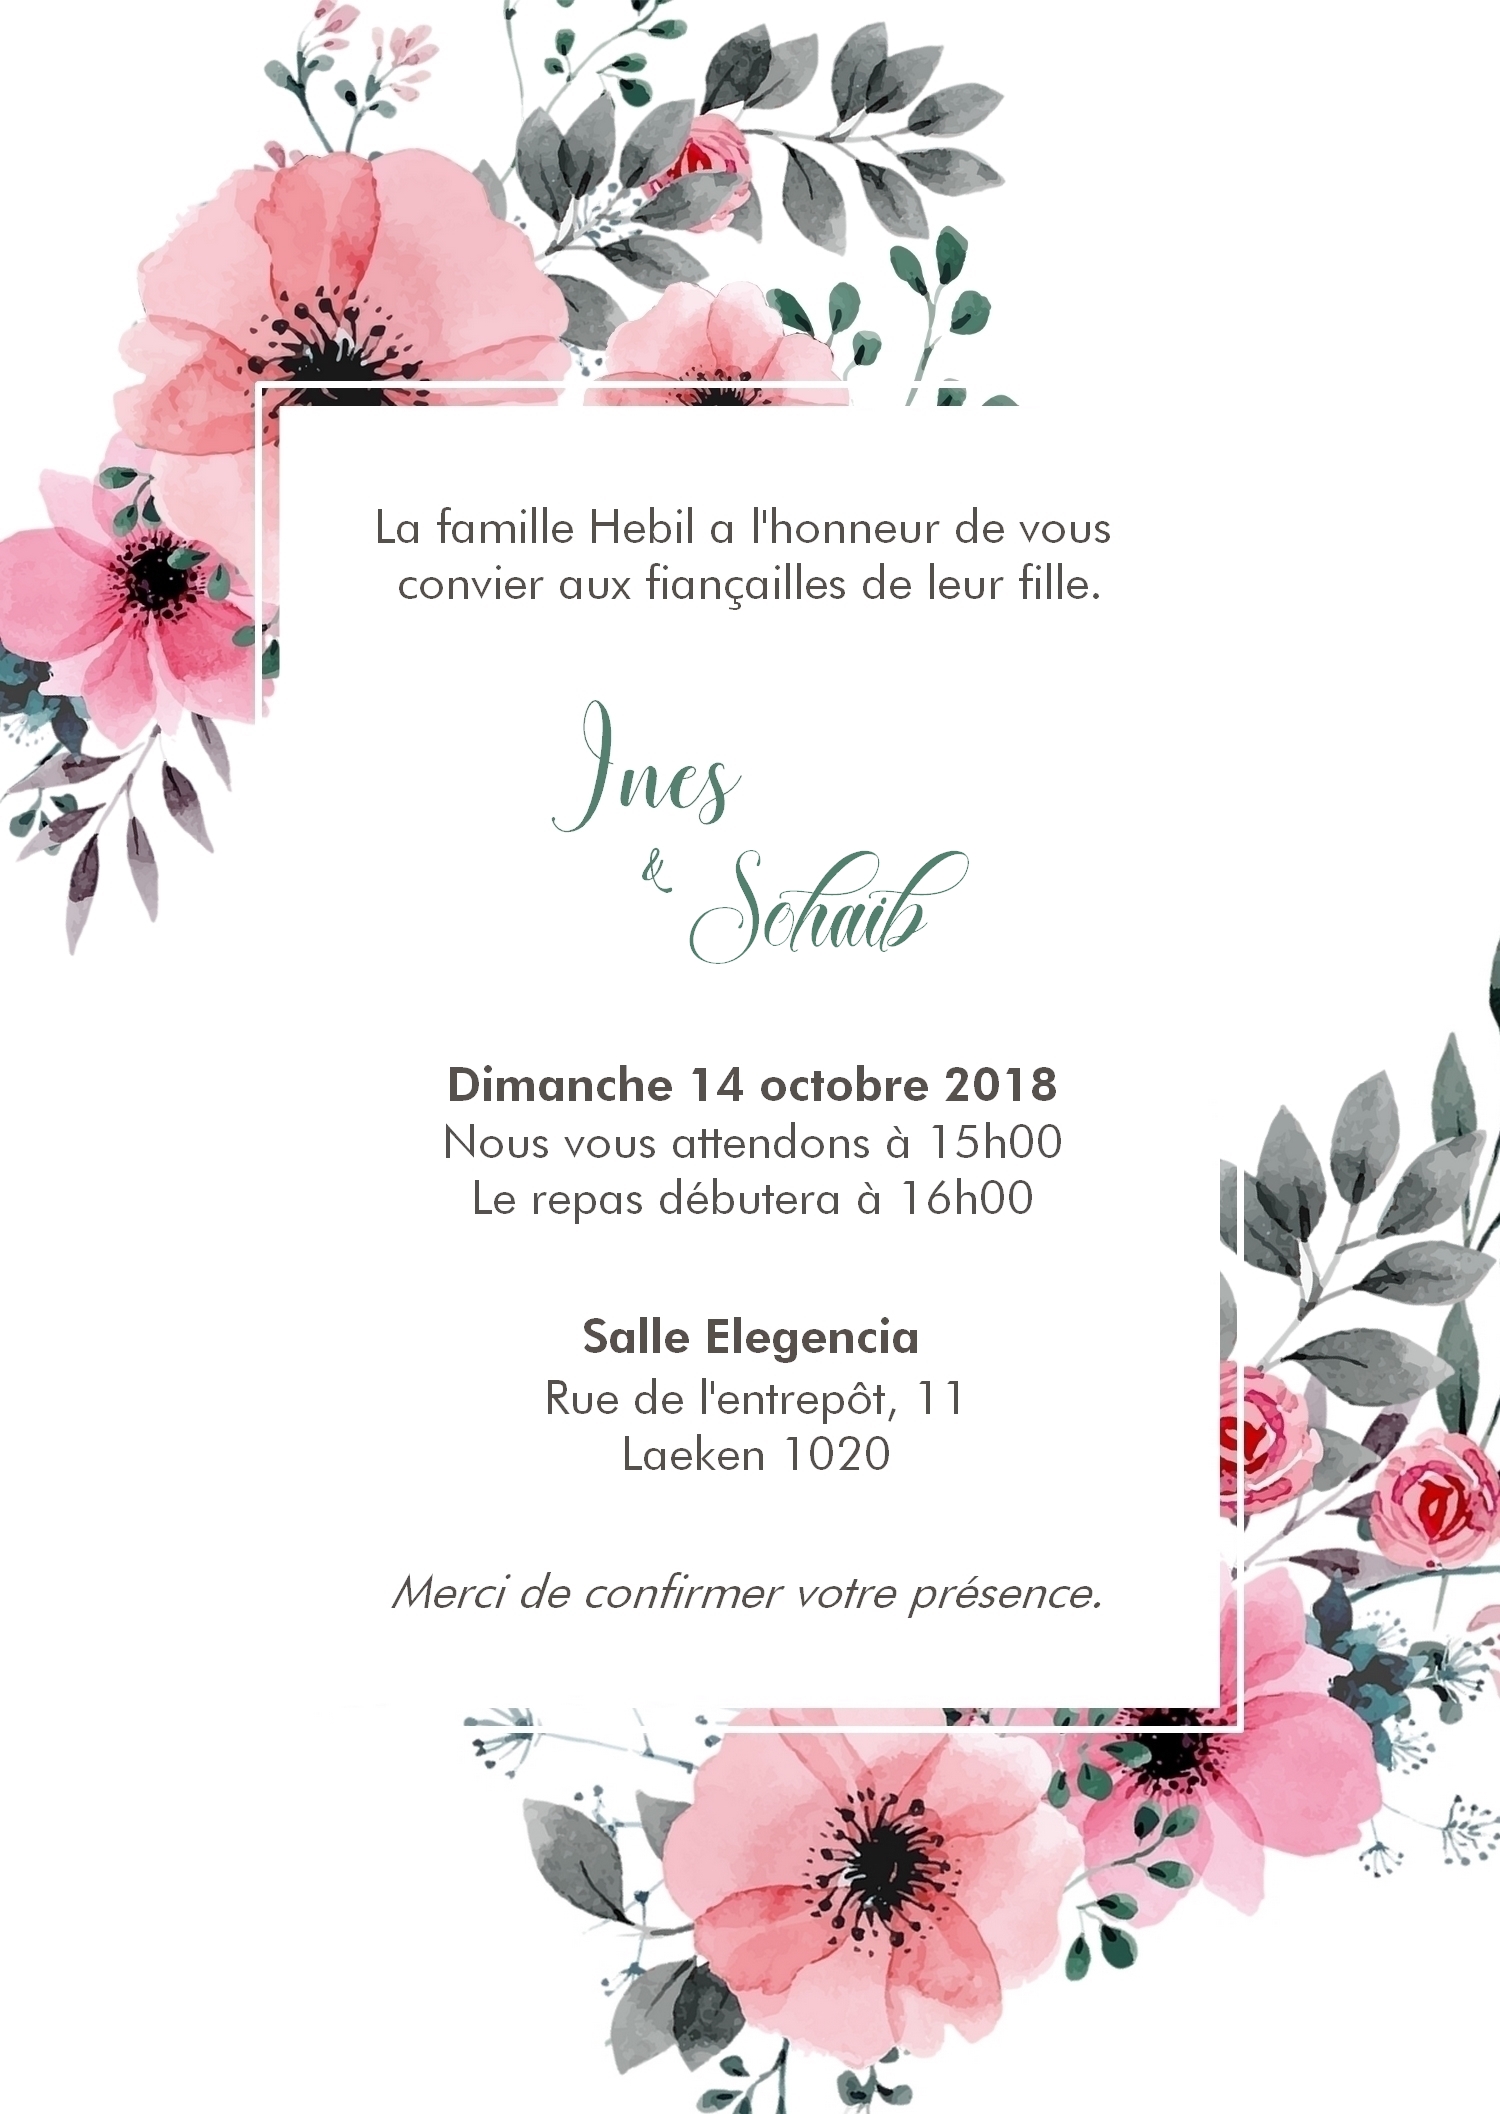 La famille Hebil a l'honneur de vous
convier aux fiançailles de leur fille.
Ines
& Sohaib
Dimanche 14 octobre 2018
Nous vous attendons à 15h00
Le repas débutera à 16h00
Salle Elegencia
Rue de l'entrepôt, 11
Laeken 1020
Merci de confirmer votre présence.